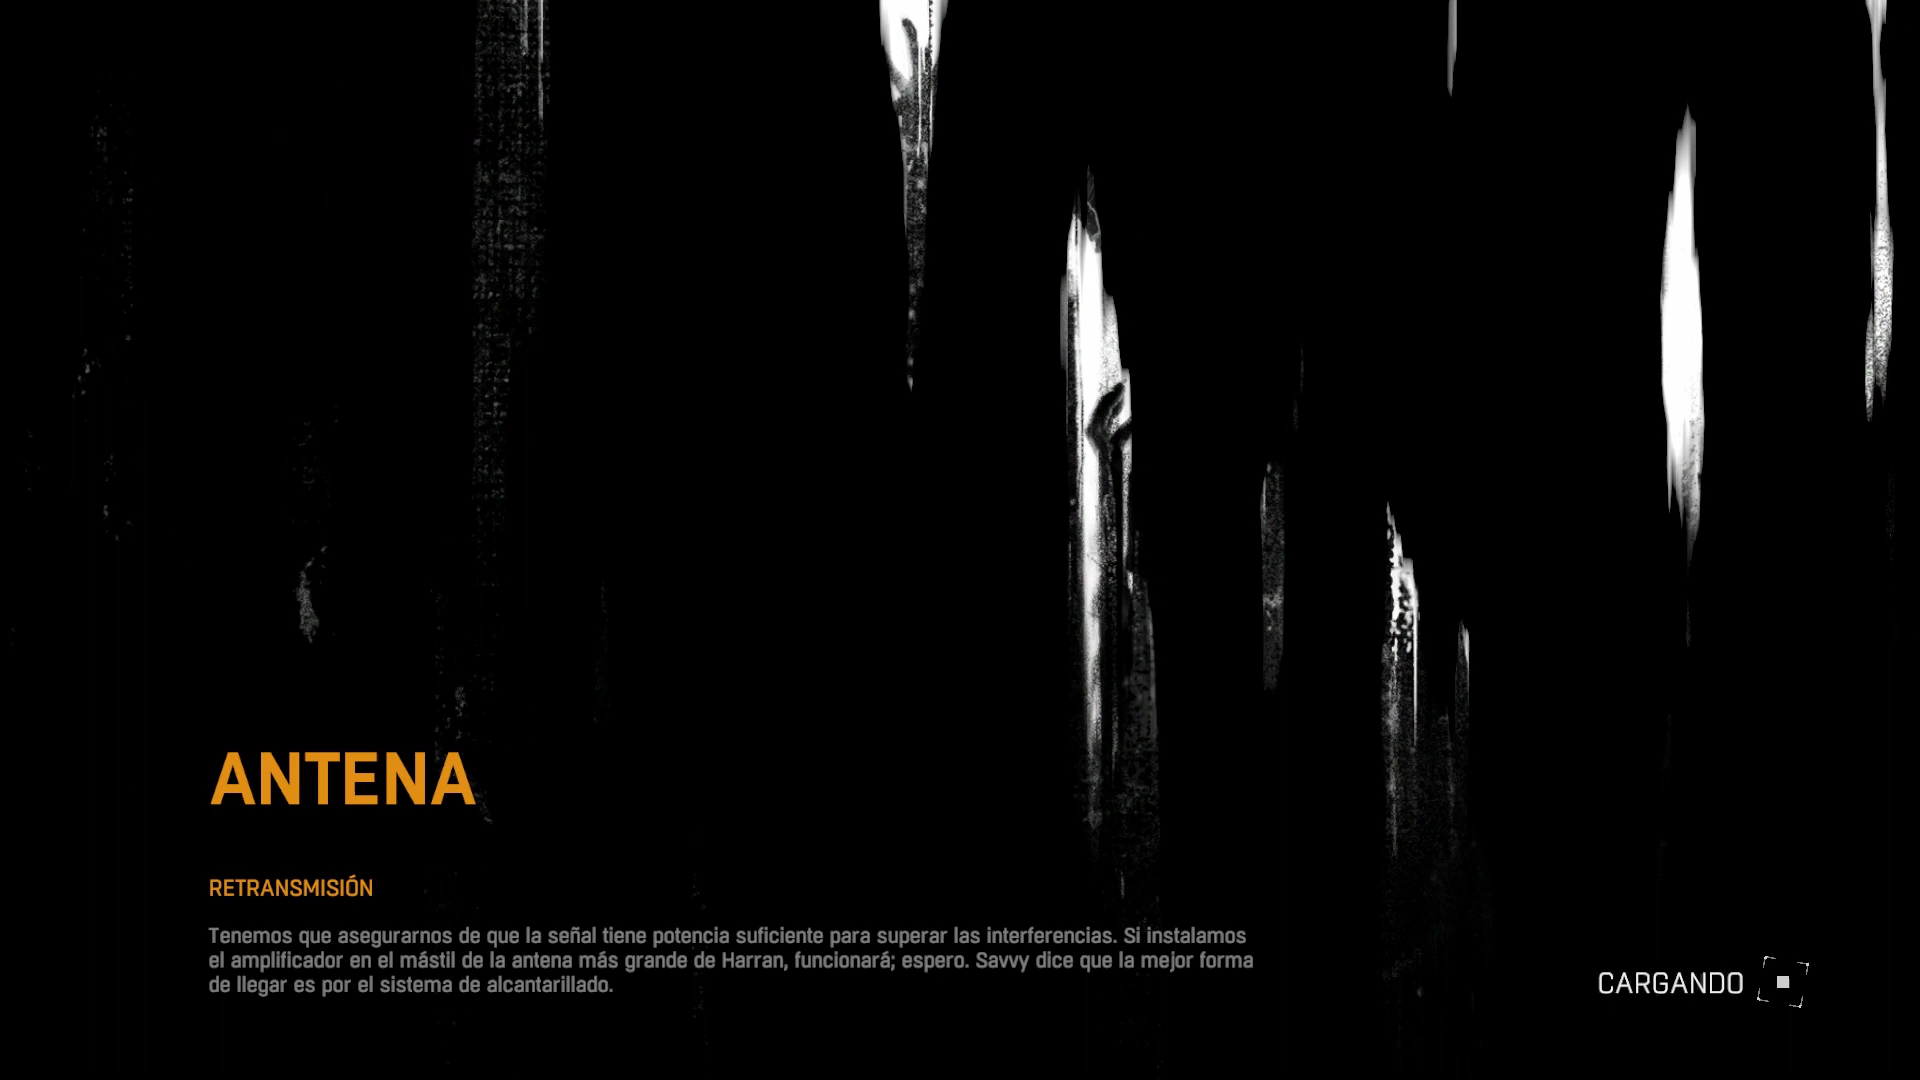 ANTENA
RETRANSMISIÓN
Tenemos que asegurarnos de que la señal tiene potencia suficiente para superar las interferencias. Si instalamos
el amplificador en el mástil de la antena más grande de Harran, funcionará; espero. Savvy dice que la mejor forma
de llegar es por el sistema de alcantarillado.
CARGANDO